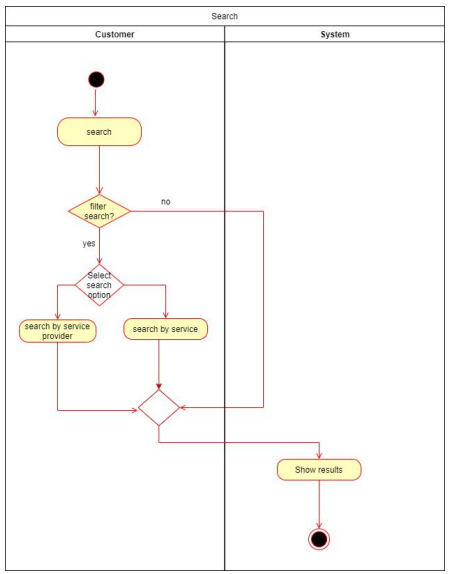 Search
Customer
System
search
filter
search?
no
yes
Select
search
option
search by service
provider
search by service
Show results